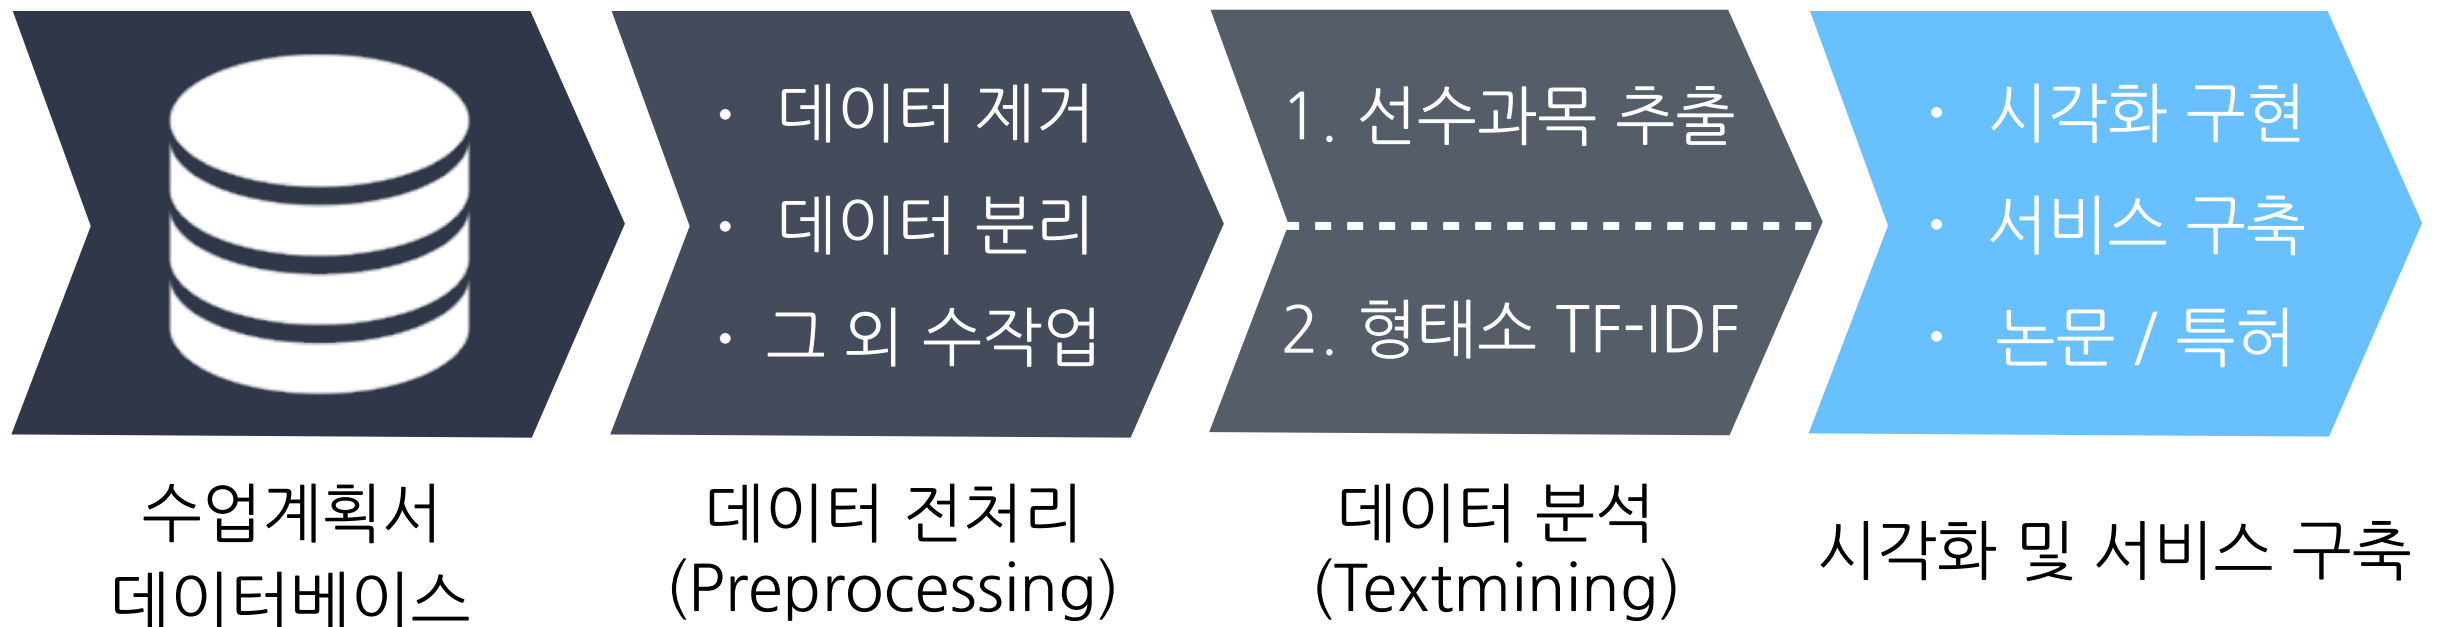 • 데이터 제거
• 데이터 분리
• 그 외 수작업
1. 선수과목 추출
2. 형태소 TF-IDF
• 시각화 구현
• 서비스 구축
• 논문 / 특허
수업계획서
데이터베이스
데이터 전처리
(Preprocessing)
데이터 분석
(Textmining)
시각화 및 서비스 구축